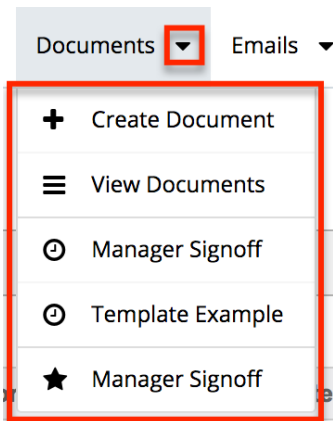 Documents Emails
Create Document
View Documents
Manager Signoff
Template Example
Manager Signoff